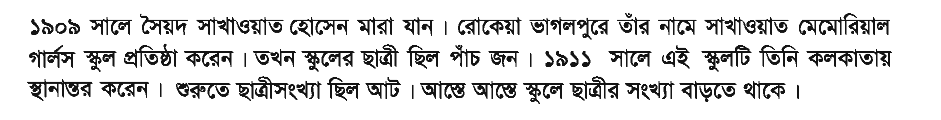 ১৯০৯ সালে সৈয়দ সাখাওয়াত হোসেন মারা যান । রোকেয়া ভাগলপুরে তাঁর নামে সাখাওয়াত মেমোরিয়াল
গার্লস স্কুল প্রতিষ্ঠা করেন । তখন স্কুলের ছাত্রী ছিল পাঁচ জন । ১৯১১ সালে এই স্কুলটি তিনি কলকাতায়
স্থানান্তর করেন । শুরুতে ছাত্রীসংখ্যা ছিল আট । আস্তে আস্তে স্কুলে ছাত্রীর সংখ্যা বাড়তে থাকে ।